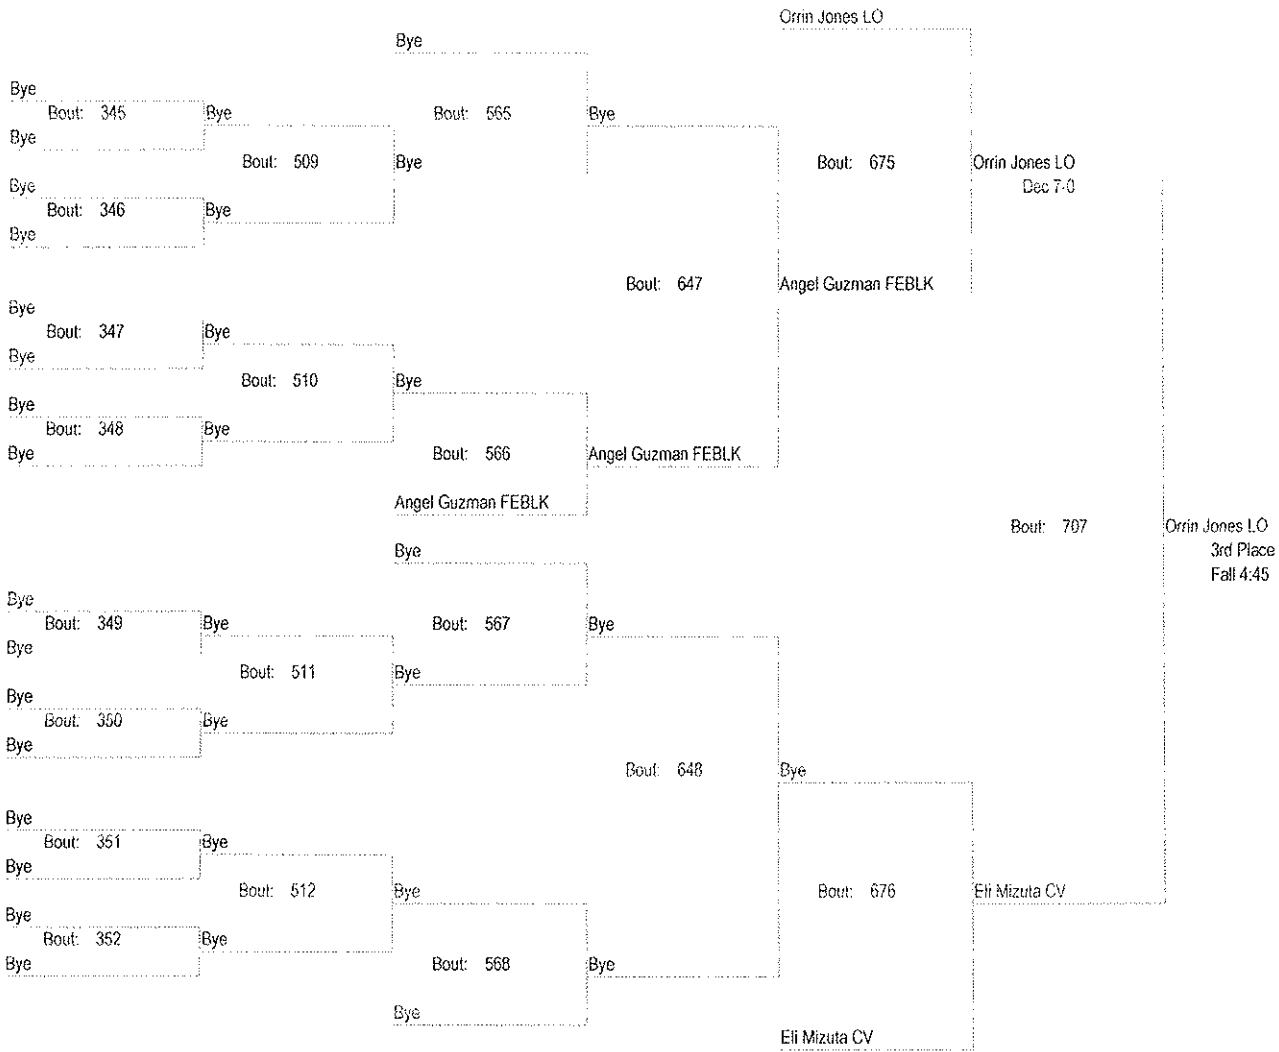 Orrin Jones LO
Bye
Bye
Bout: 345
Bye
Bout: 565
Bye
Bye
Bout: 509
Bye
Bout: 675
Orrin Jones LO
Dec 7-0
Bye
Bout: 346
Bye
Bye
Bout: 647
Angel Guzman FEBLK
Bye
Bout: 347
Bye
Bye
Bout: 510
Bye
Bye
Bout: 348
Bye
Bye
Bout: 566
Angel Guzman FEBLK
Angel Guzman FEBLK
Bout: 707
Orrin Jones LO
3rd Place
Fall 4:45
Bye
Bye
Bout: 349
Bye
Bout: 567
Bye
Bye
Bout: 511
Bye
Bye
Bout: 350
Bye
Bye
Bout: 648
Bye
Bye
Bout: 351
Bye
Bye
Bout: 512
Bye
Bout: 676
Eli Mizuta CV
Bye
Bout: 352
Bye
Bye
Bout: 568
Bye
Bye
Eli Mizuta CV